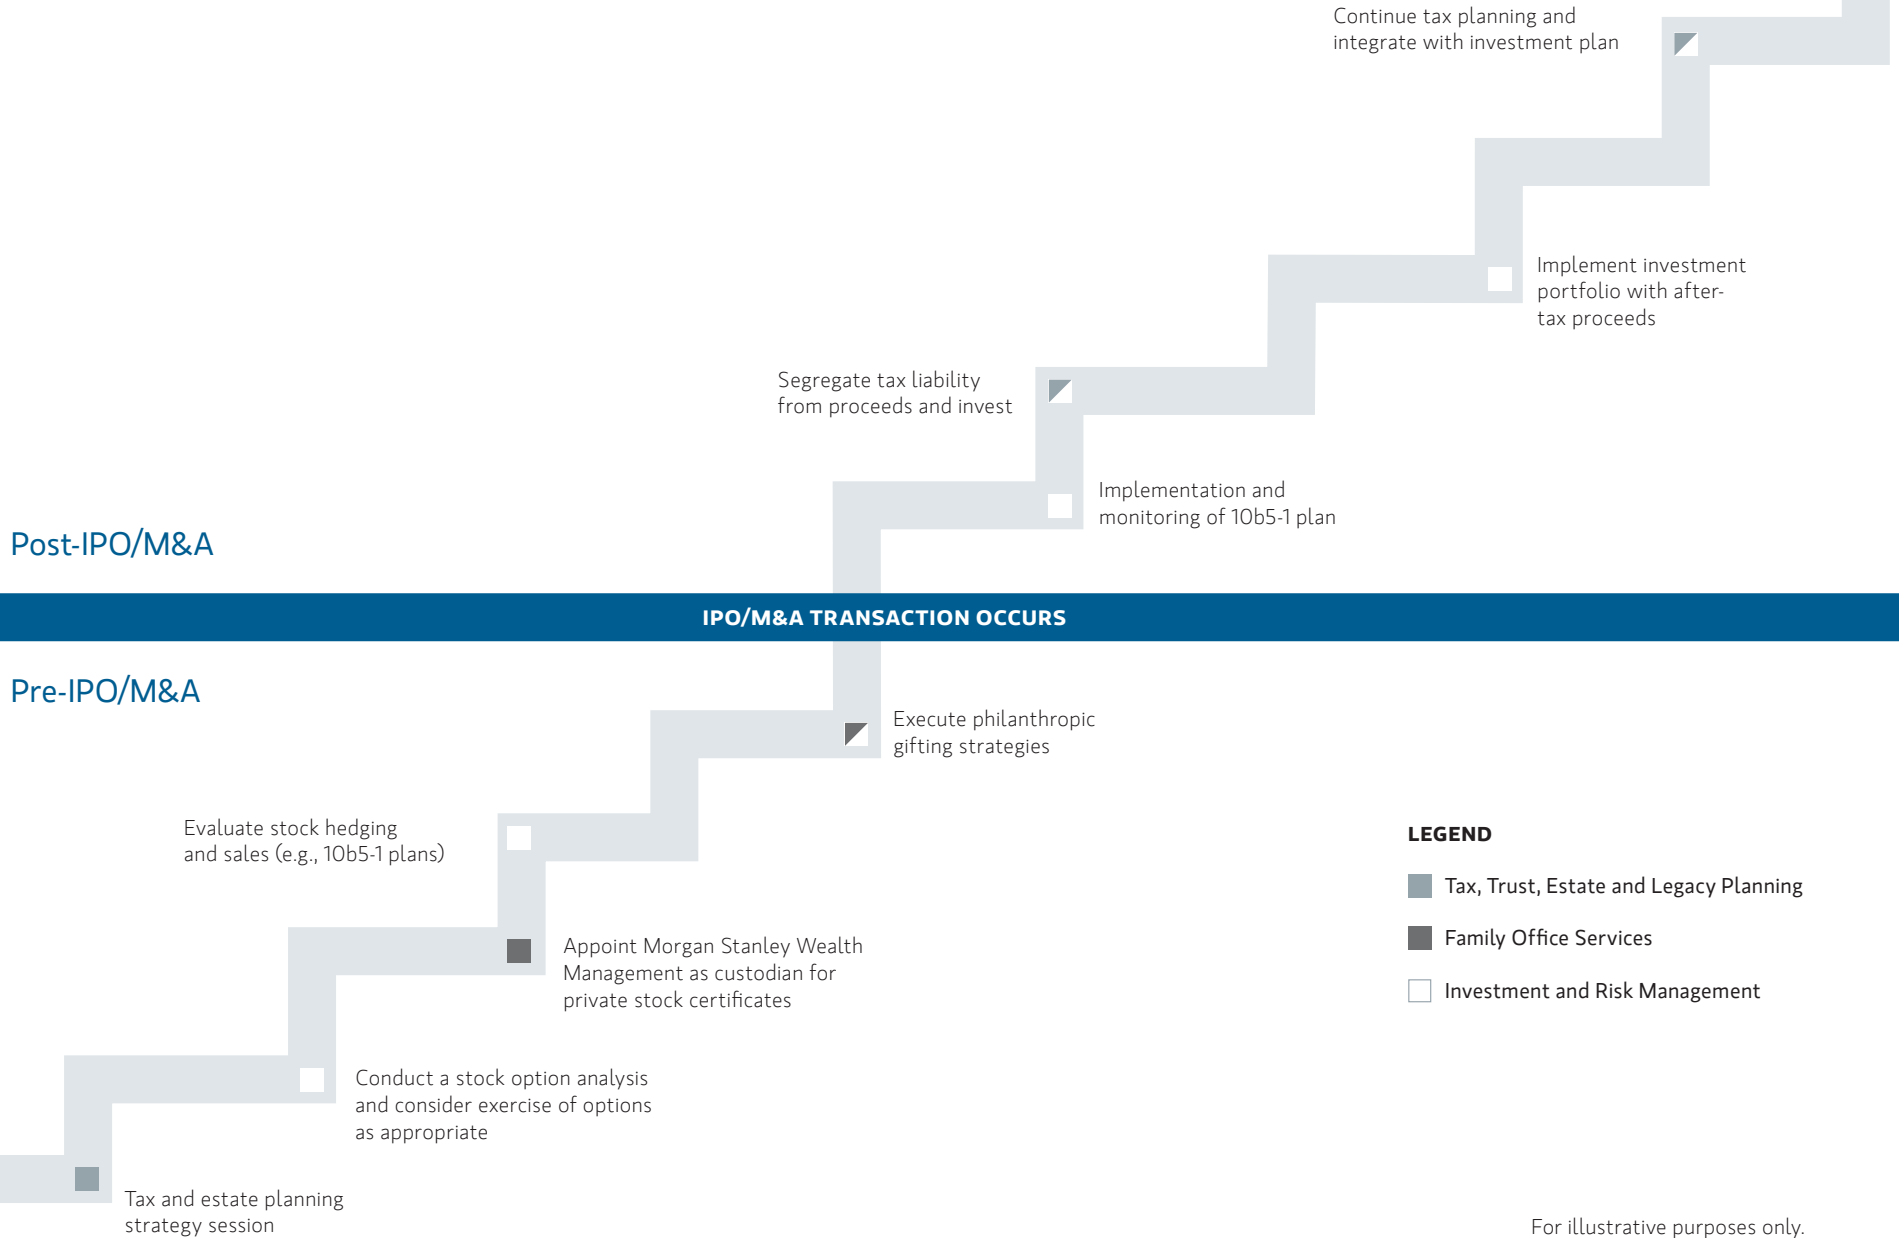 Continue tax planning and
integrate with investment plan
Implement investment
portfolio with after-
tax proceeds
Segregate tax liability
from proceeds and invest
Implementation and
monitoring of 10b5-1 plan
Post-IPO/M&A
IPO/M&A TRANSACTION OCCURS
Pre-IPO/M&A
Execute philanthropic
gifting strategies
Evaluate stock hedging
and sales (e.g., 10b5-1 plans)
Appoint Morgan Stanley Wealth
Management as custodian for
private stock certificates
Conduct a stock option analysis
and consider exercise of options
as appropriate
Tax and estate planning
strategy session
LEGEND
Tax, Trust, Estate and Legacy Planning
Family Office Services
Investment and Risk Management
For illustrative purposes only.